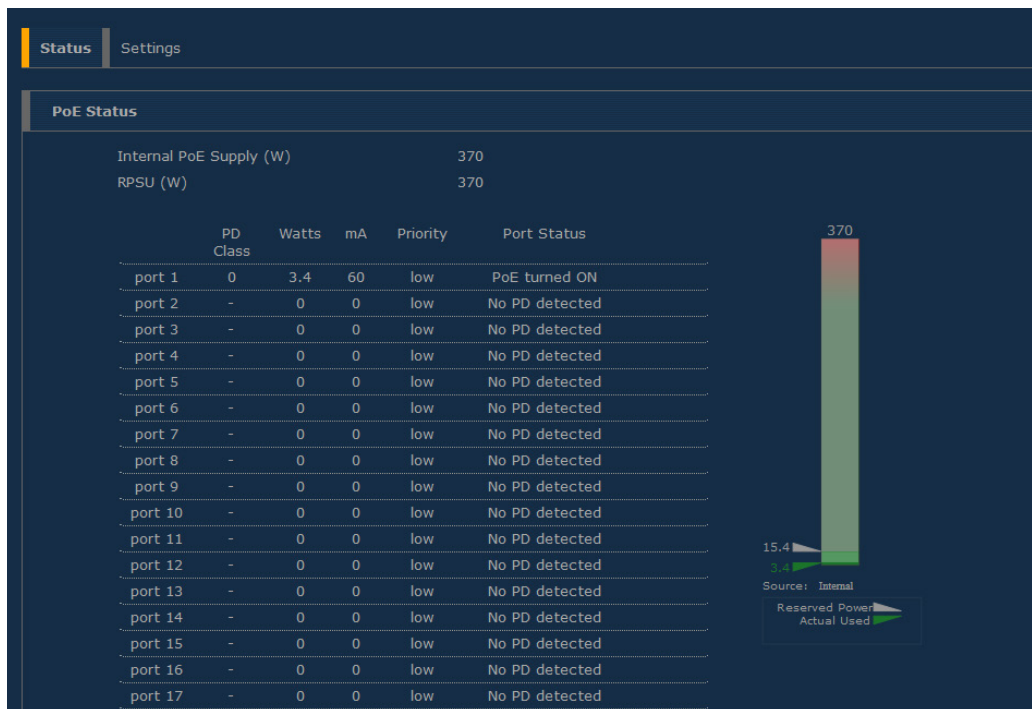 Status Settings
PoE Status
Internal PoE Supply (W) 370
RPSU (W) 370
PD Class Watts mA Priority Port Status
port 1 0 3.4 60 low PoE turned ON
port 2 - 0 0 low No PD detected
port 3 - 0 0 low No PD detected
port 4 - 0 0 low No PD detected
port 5 - 0 0 low No PD detected
port 6 - 0 0 low No PD detected
port 7 - 0 0 low No PD detected
port 8 - 0 0 low No PD detected
port 9 - 0 0 low No PD detected
port 10 - 0 0 low No PD detected
port 11 - 0 0 low No PD detected
port 12 - 0 0 low No PD detected
port 13 - 0 0 low No PD detected
port 14 - 0 0 low No PD detected
port 15 - 0 0 low No PD detected
port 16 - 0 0 low No PD detected
port 17 - 0 0 low No PD detected
370
15.4
3.4
Source: Internal
Reserved Power
Actual Used